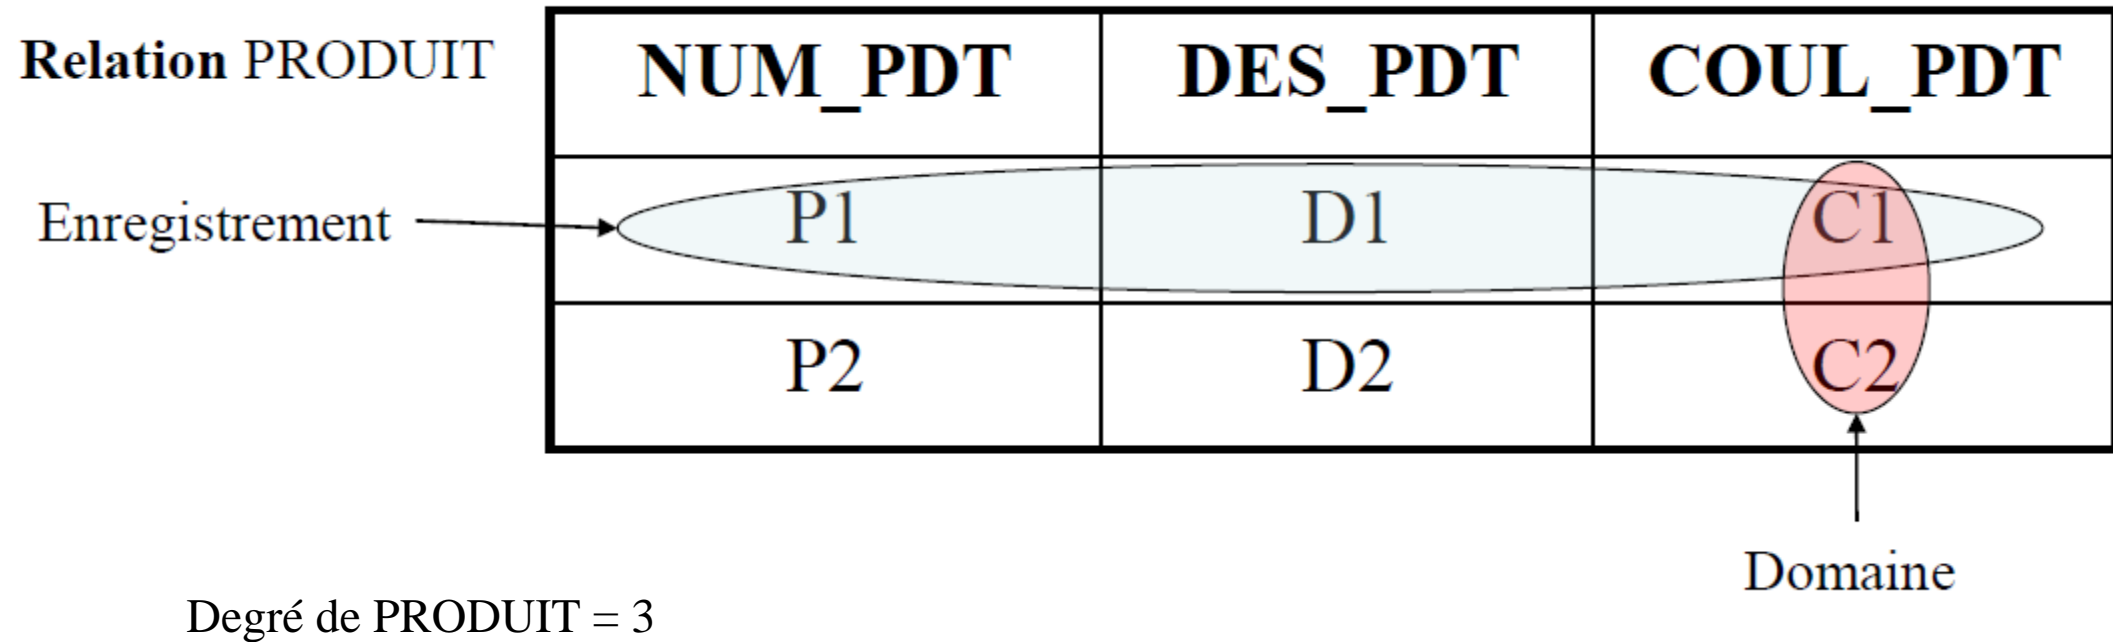 Relation PRODUIT
NUM_PDT DES_PDT COUL_PDT
Enregistrement
P1 D1 C1
P2 D2 C2
Domaine
Degré de PRODUIT = 3